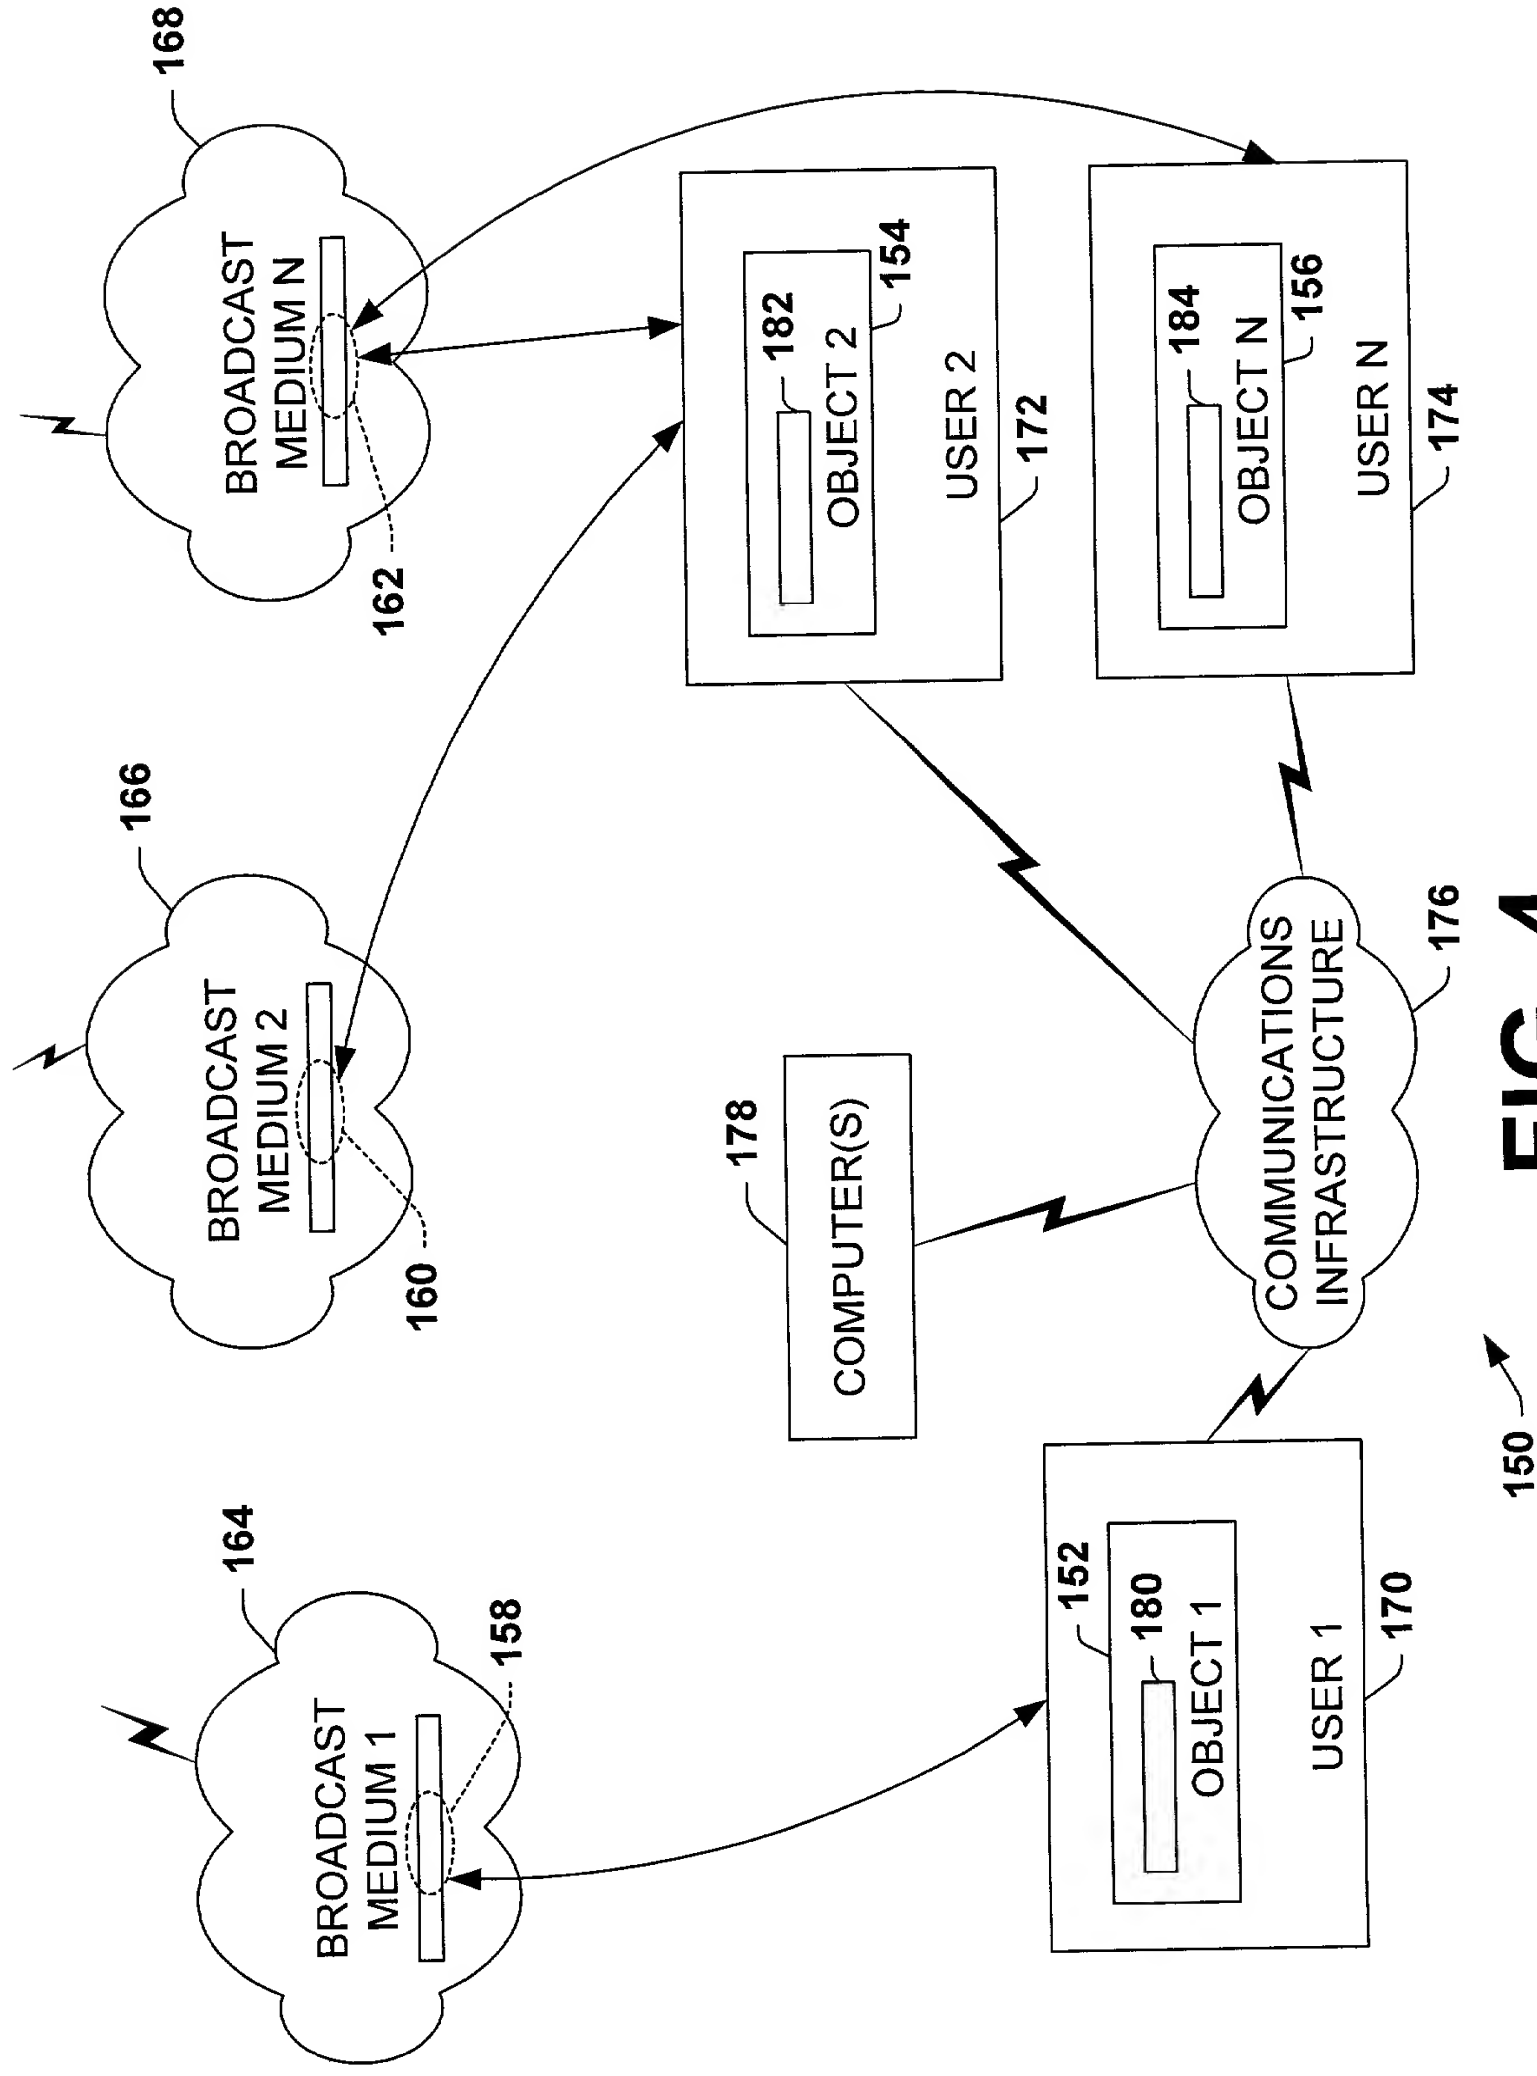 168
BROADCAST
MEDIUM N
162
166
BROADCAST
MEDIUM 2
160
164
BROADCAST
MEDIUM 1
158
182
OBJECT 2
154
USER 2
172
184
OBJECT N
156
USER N
174
178
COMPUTER(S)
COMMUNICATIONS
INFRASTRUCTURE
176
152
180
OBJECT 1
USER 1
170
150
FIG. 4